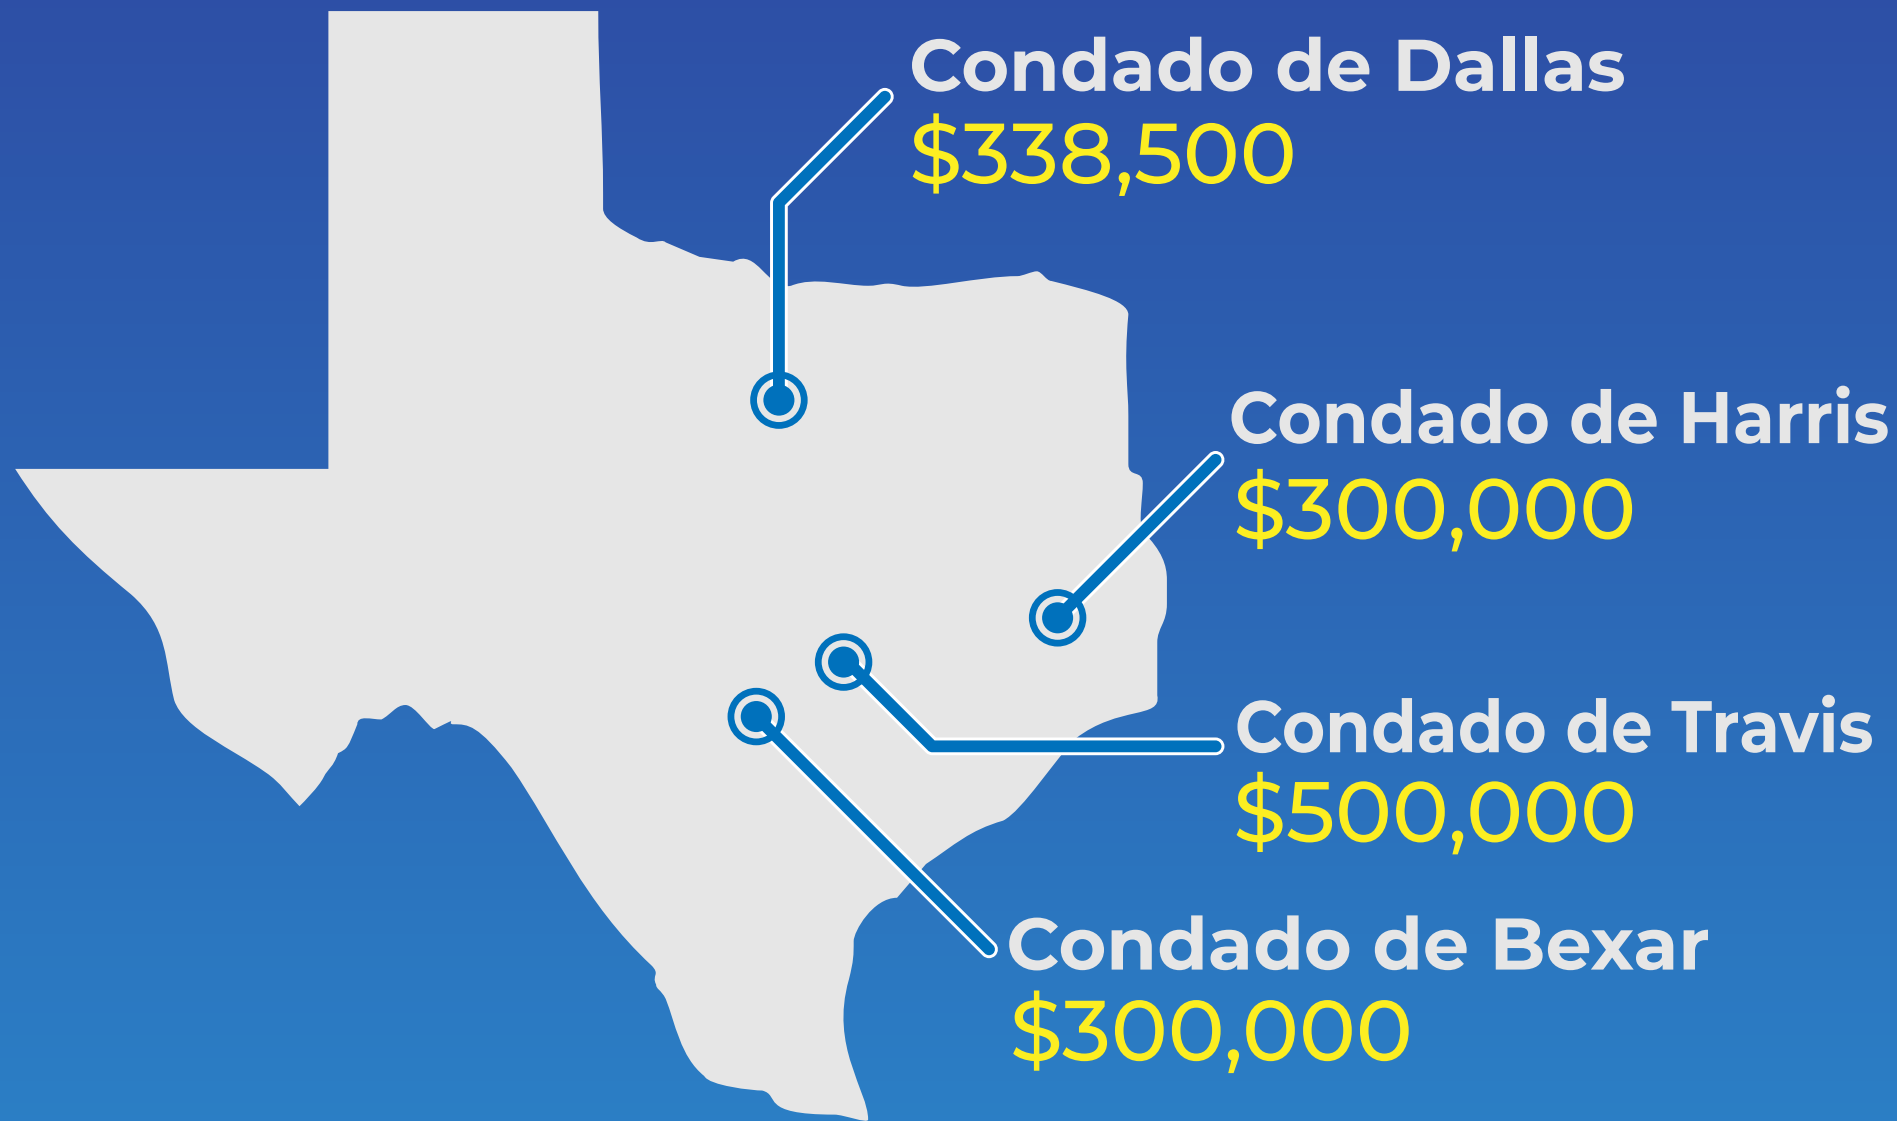 Condado de Dallas
$338,500
Condado de Harris
$300,000
Condado de Travis
$500,000
Condado de Bexar
$300,000